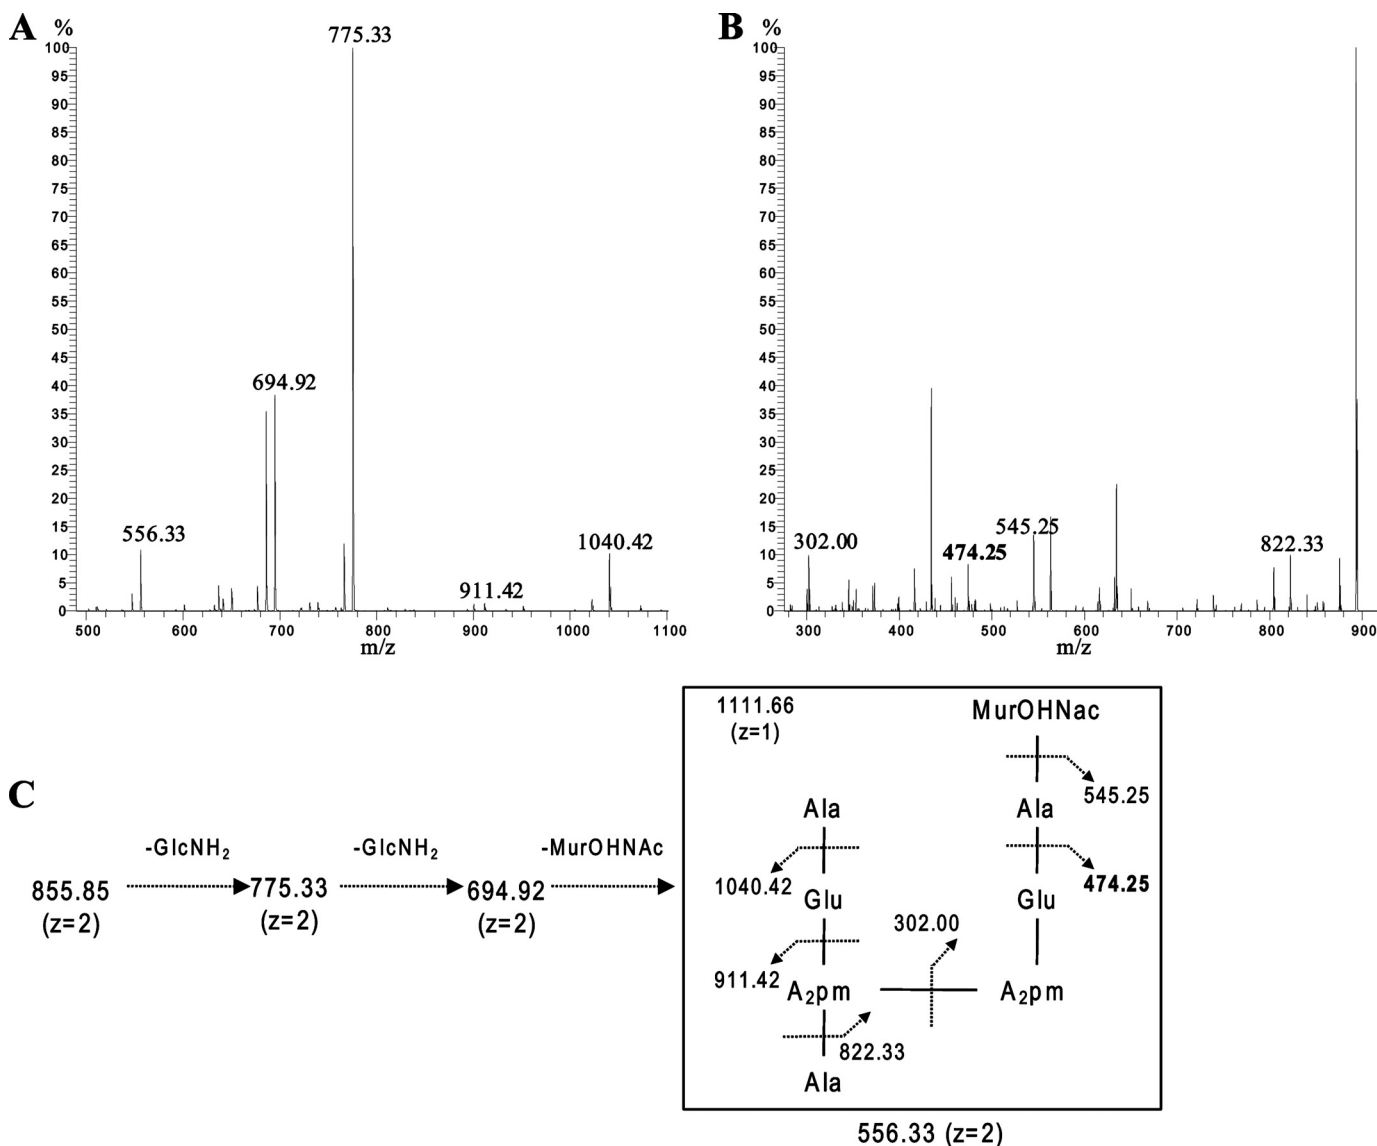 A
%
775.33
694.92
556.33
1040.42
911.42
100
95
90
85
80
75
70
65
60
55
50
45
40
35
30
25
20
15
10
5
0
500 600 700 800 900 1000 1100
m/z
B
%
302.00
474.25
545.25
822.33
100
95
90
85
80
75
70
65
60
55
50
45
40
35
30
25
20
15
10
5
0
300 400 500 600 700 800 900
m/z
C
855.85
(z=2)
-GlcNH₂
775.33
(z=2)
-GlcNH₂
694.92
(z=2)
-MurOHNAc
1111.66
(z=1)
MurOHNac
545.25
Ala
Ala
1040.42
474.25
Glu
Glu
302.00
911.42
A₂pm
A₂pm
822.33
Ala
556.33 (z=2)